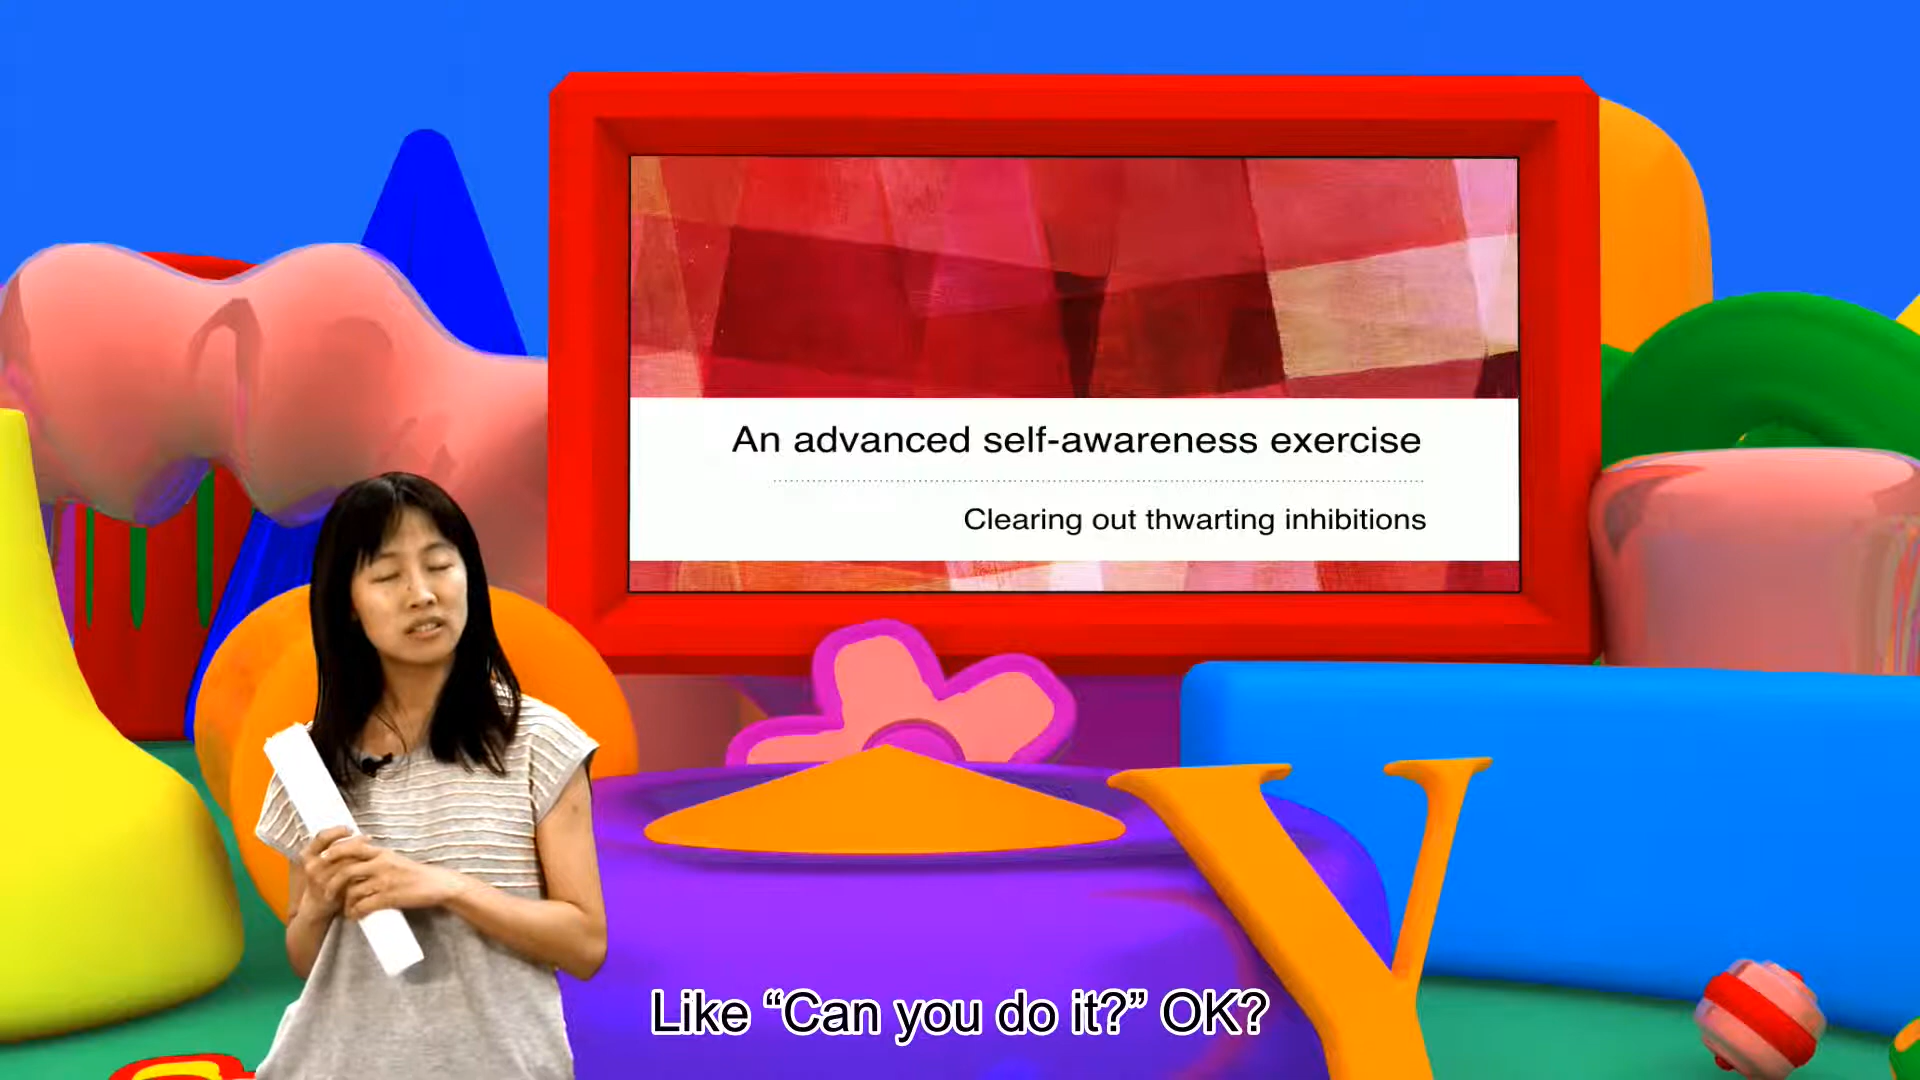 An advanced self-awareness exercise
Clearing out thwarting inhibitions
Like “Can you do it?” OK?
Y